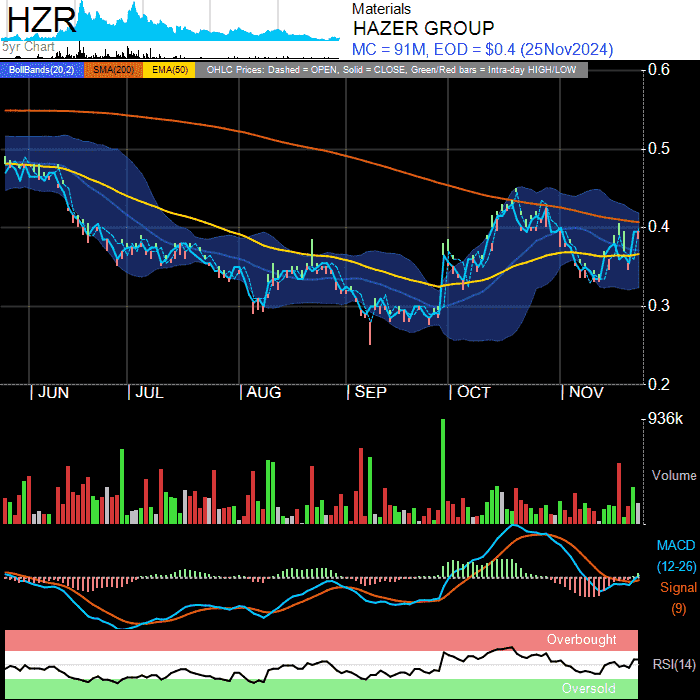 HZR
5yr Chart
Materials
HAZER GROUP
MC = 91M, EOD = $0.4 (25Nov2024)
BollBands(20,2) SMA(200) EMA(50) OHLC Prices: Dashed = OPEN, Solid = CLOSE, Green/Red bars = Intra-day HIGH/LOW
0.6
0.5
0.4
0.3
0.2
| JUN | JUL | AUG | SEP | OCT | NOV
936k
Volume
MACD
(12-26)
Signal
(9)
Overbought
RSI(14)
Oversold